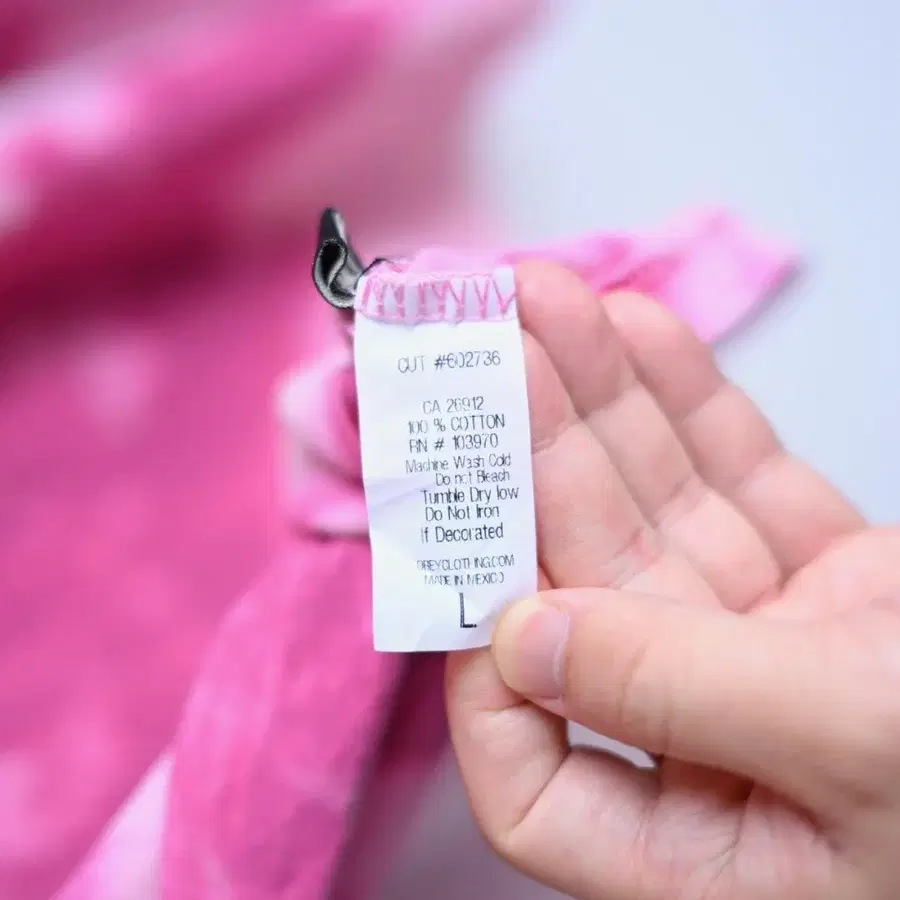 CUT #602736
CA 26912
100 % COTTON
RN # 103970
Machine Wash Cold
Do not Bleach
Tumble Dry low
Do Not Iron
If Decorated
MADE IN MEXICO
L